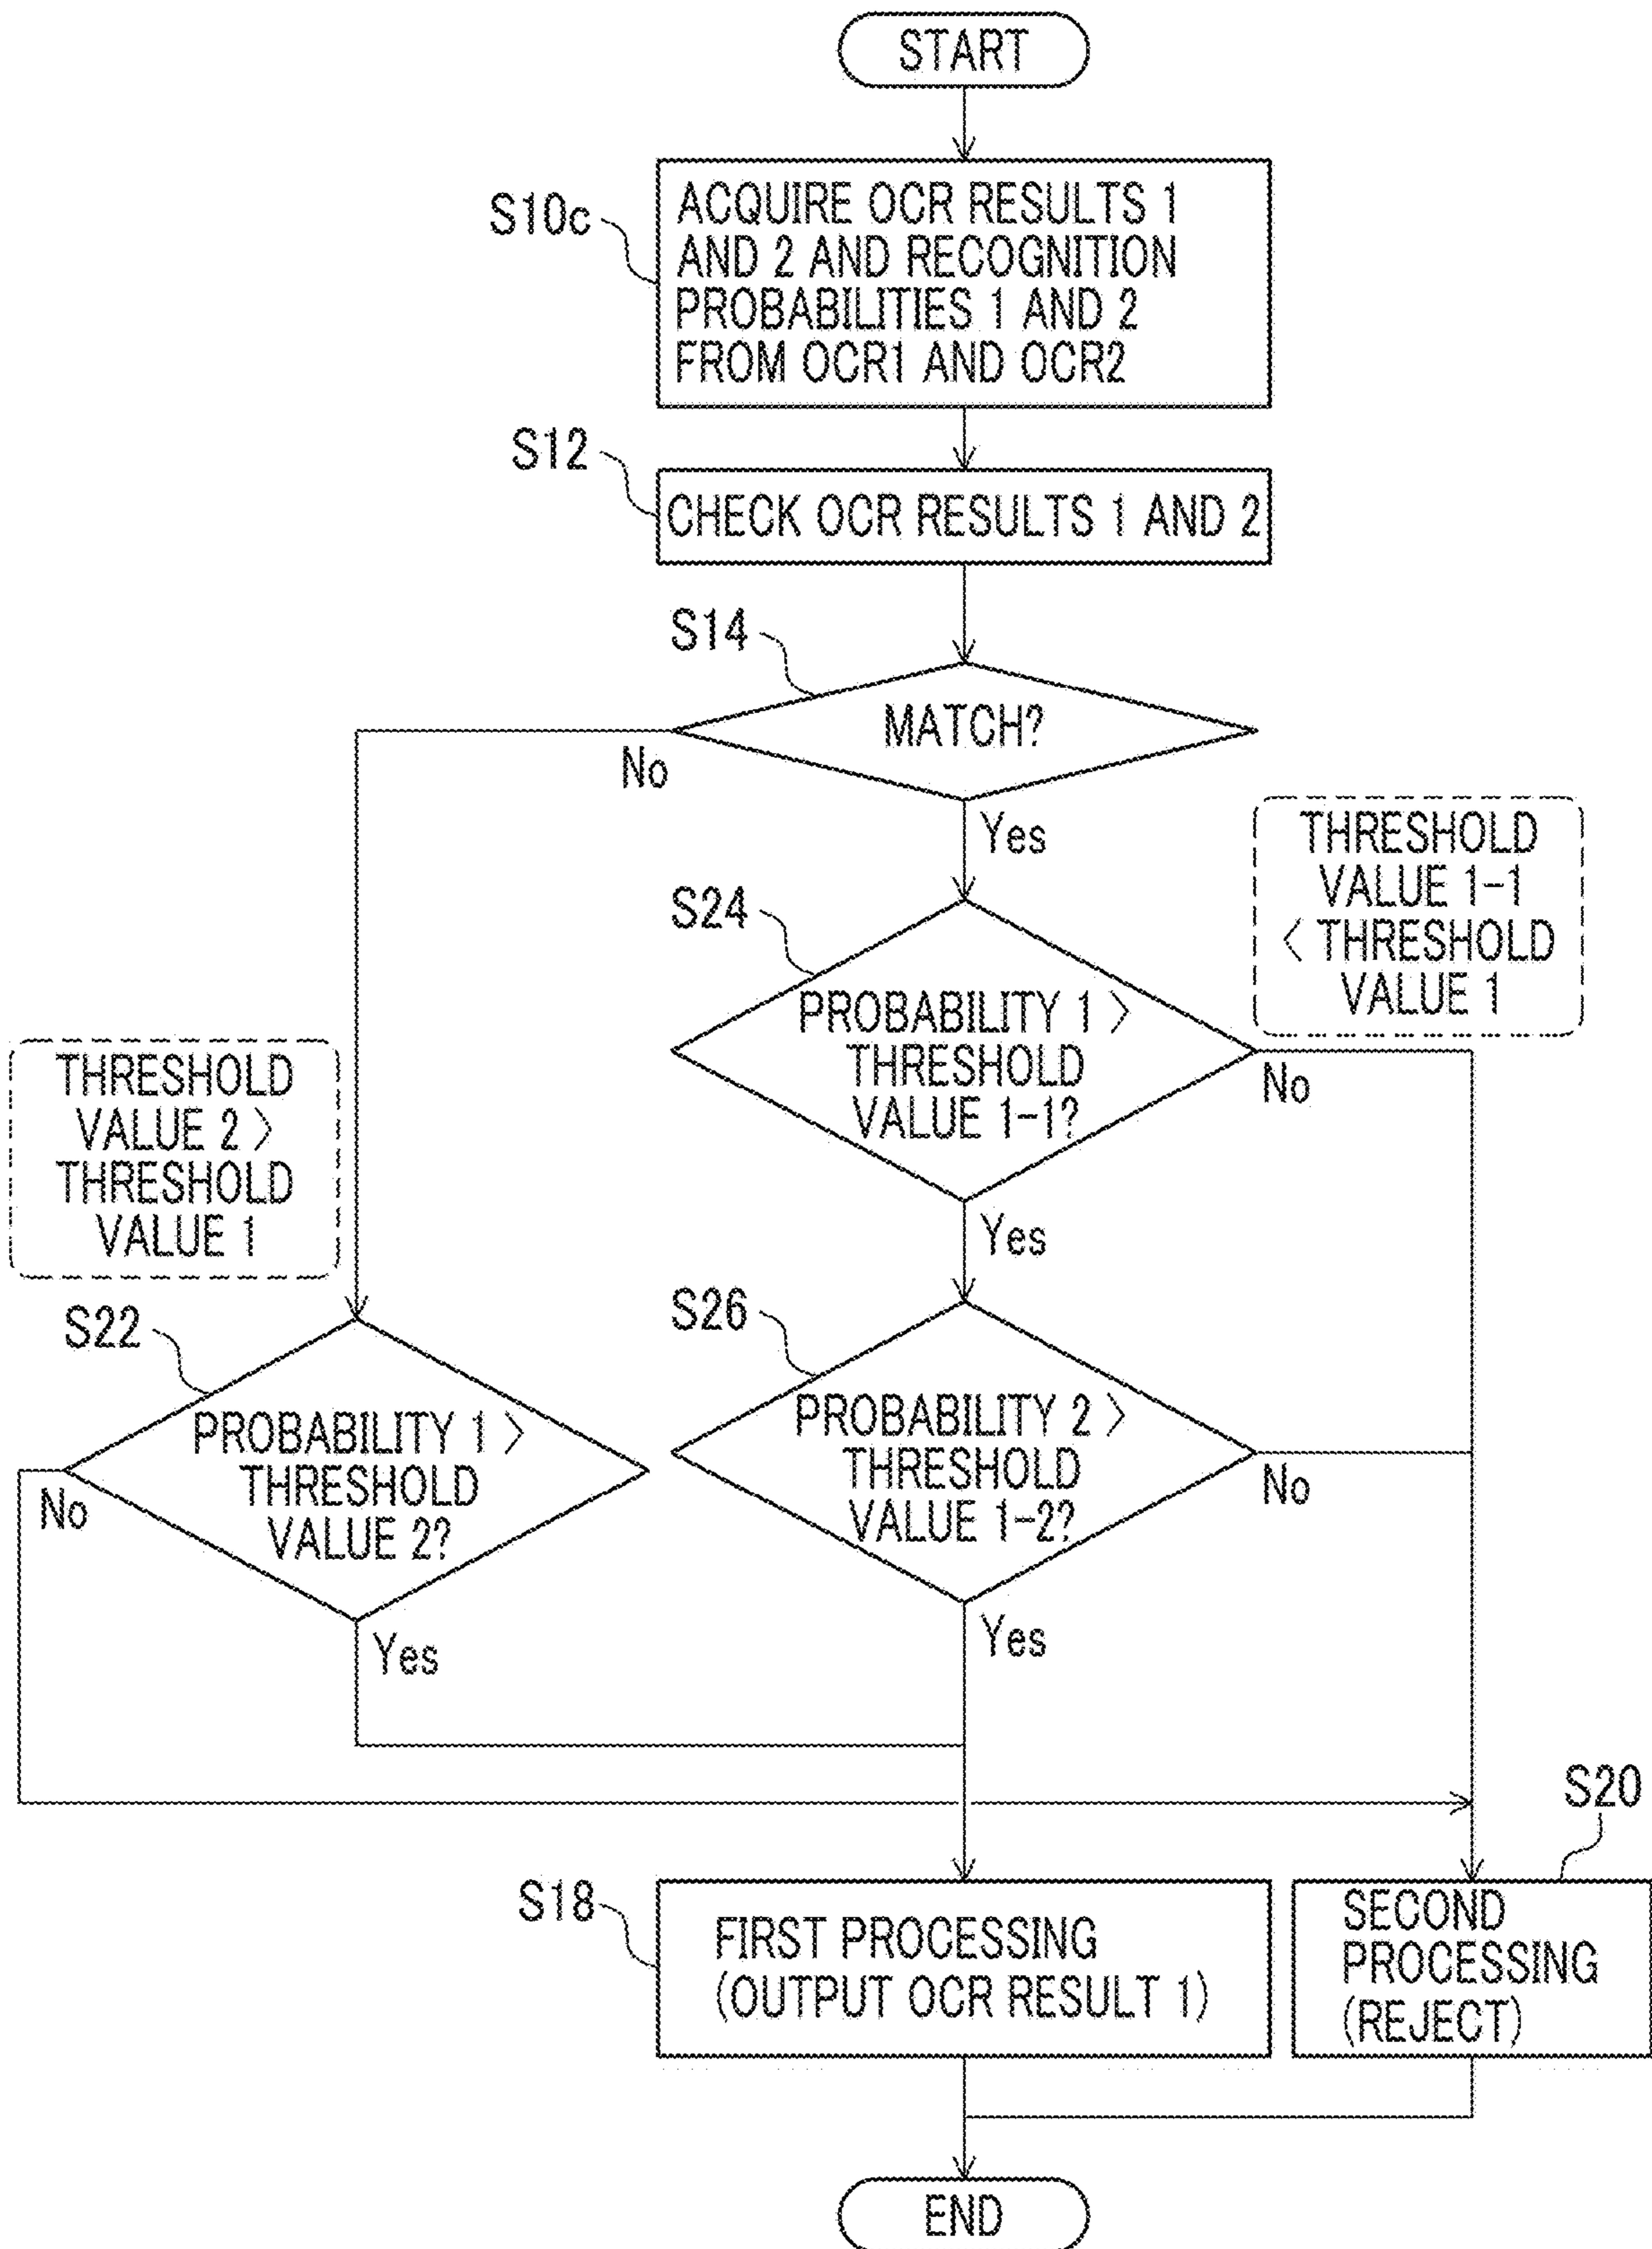 START
S10c
ACQUIRE OCR RESULTS 1
AND 2 AND RECOGNITION
PROBABILITIES 1 AND 2
FROM OCR1 AND OCR2
S12
CHECK OCR RESULTS 1 AND 2
S14
MATCH?
No
Yes
THRESHOLD
VALUE 1-1
< THRESHOLD
VALUE 1
S24
PROBABILITY 1 >
THRESHOLD
VALUE 1-1?
No
Yes
THRESHOLD
VALUE 2 >
THRESHOLD
VALUE 1
S22
PROBABILITY 1 >
THRESHOLD
VALUE 2?
No
Yes
S26
PROBABILITY 2 >
THRESHOLD
VALUE 1-2?
No
Yes
S18
FIRST PROCESSING
(OUTPUT OCR RESULT 1)
S20
SECOND
PROCESSING
(REJECT)
END